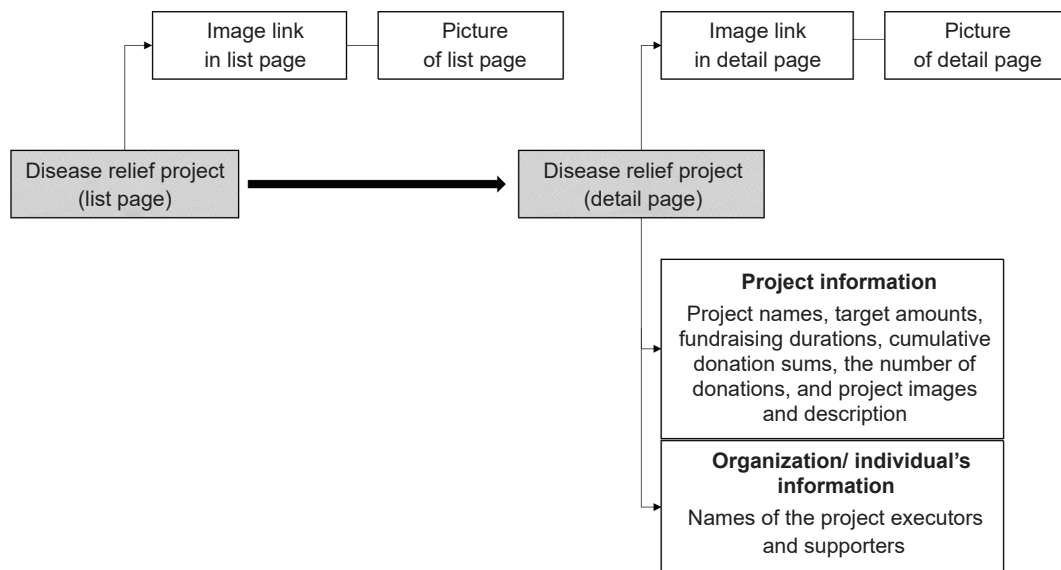 Image link
in list page
Picture
of list page
Image link
in detail page
Picture
of detail page
Disease relief project
(list page)
Disease relief project
(detail page)
Project information
Project names, target amounts,
fundraising durations, cumulative
donation sums, the number of
donations, and project images
and description
Organization/ individual’s
information
Names of the project executors
and supporters